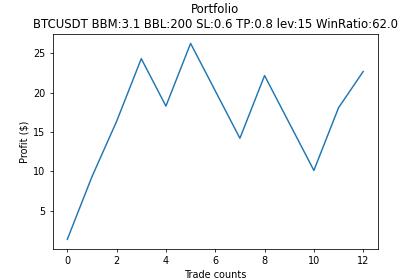 Portfolio
BTCUSDT BBM:3.1 BBL:200 SL:0.6 TP:0.8 lev:15 WinRatio:62.0
Profit ($)
25
20
15
10
5
0 2 4 6 8 10 12
Trade counts